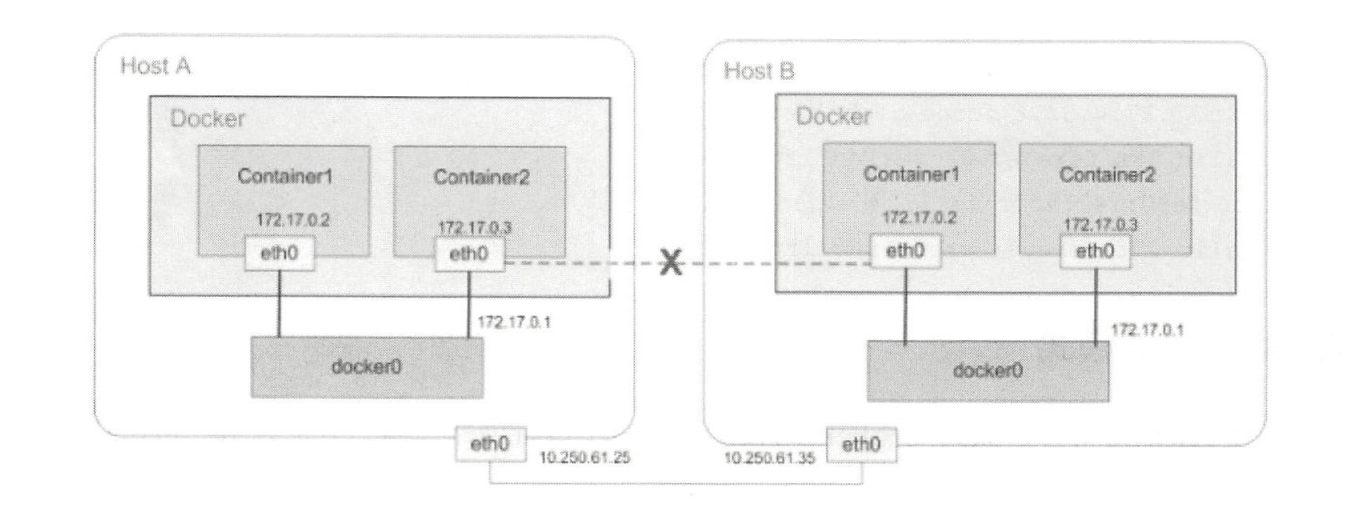 Host A
Docker
Container1
172.17.0.2
eth0
Container2
172.17.0.3
eth0
172.17.0.1
docker0
eth0
10.250.61.25
X
Host B
Docker
Container1
172.17.0.2
eth0
Container2
172.17.0.3
eth0
172.17.0.1
docker0
10.250.61.35
eth0